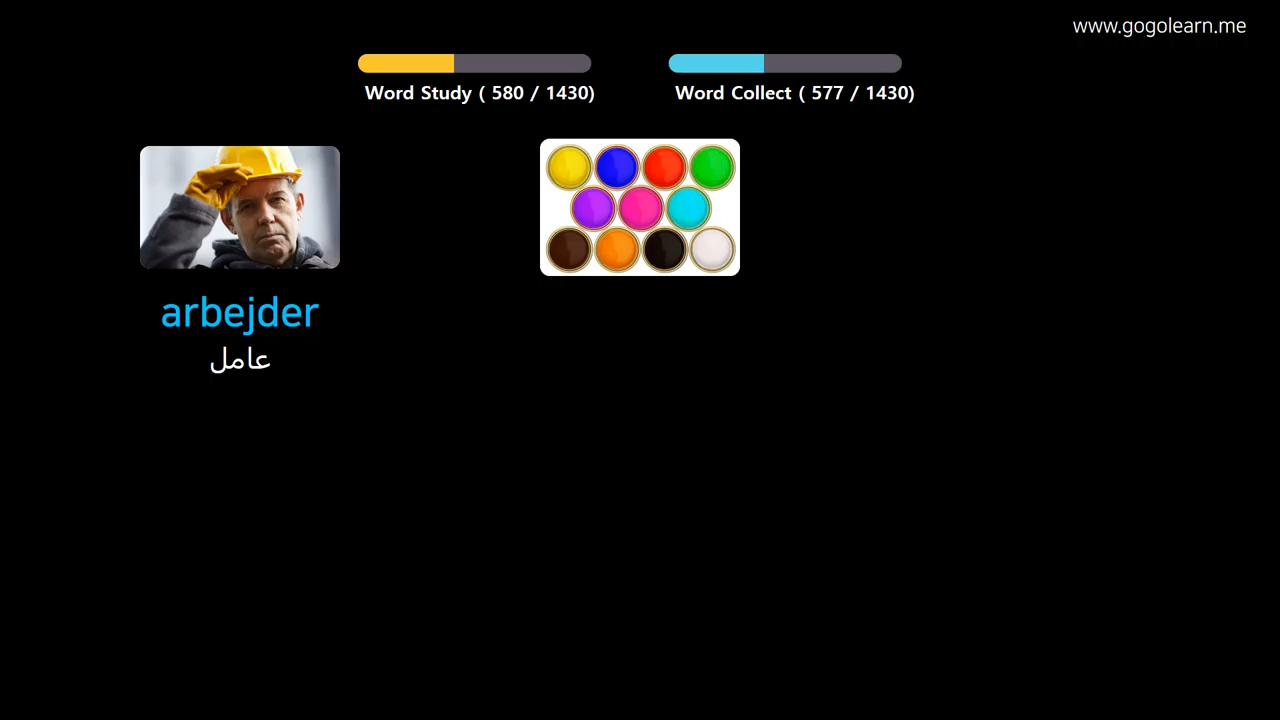 www.gogolearn.me
Word Study ( 580 / 1430)
Word Collect ( 577 / 1430)
arbejder
عامل